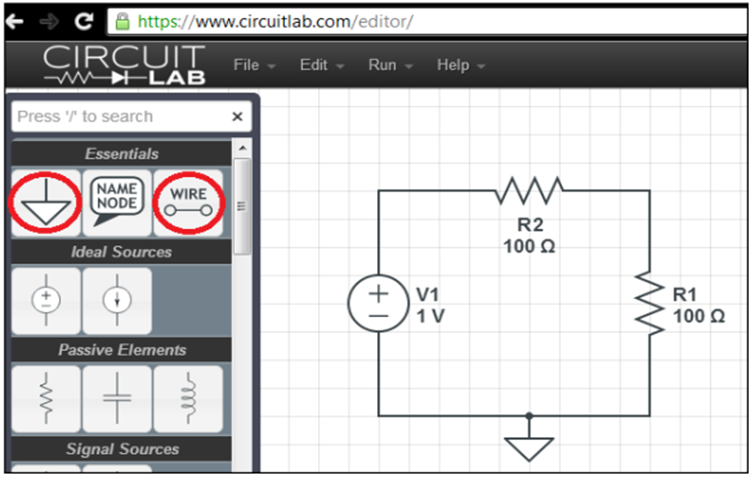 https://www.circuitlab.com/editor/
CIRCUIT
LAB
File
Edit
Run
Help
Press '/' to search
×
Essentials
NAME
NODE
WIRE
Ideal Sources
Passive Elements
Signal Sources
R2
100 Ω
V1
1 V
R1
100 Ω